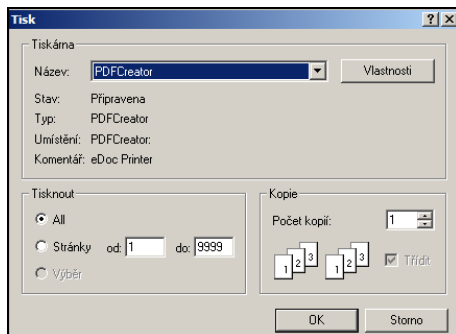 Tisk
Tiskárna
Název: PDFCreator Vlastnosti
Stav: Připravena
Typ: PDFCreator
Umístění: PDFCreator:
Komentář: eDoc Printer
Tisknout
All
Stránky od: 1 do: 9999
Výběr
Kopie
Počet kopií: 1
1 2 3 1 2 3 Třídit
OK Storno